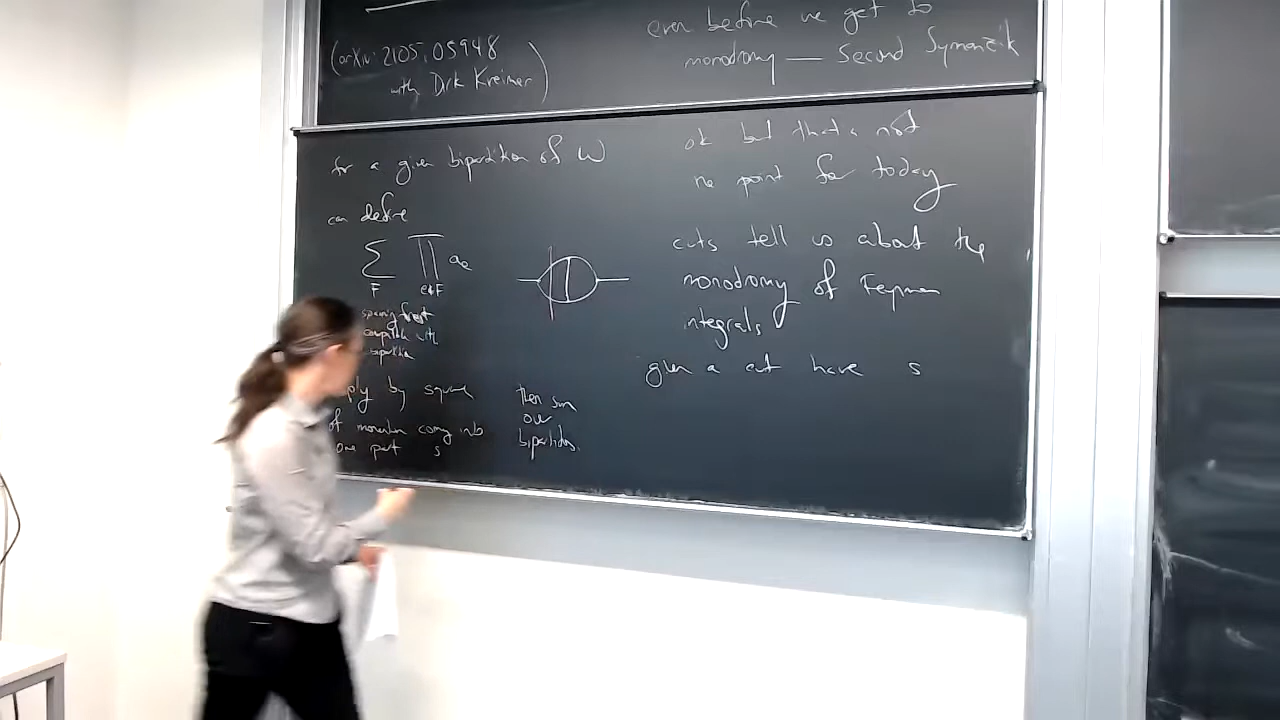 (arXiv: 2105.05948
with Dirk Kreimer)
even before we get to
monodromy — Second Symanzik
for a given bipartition of W
can define
∑ ∏ aₑ
F e∉F
spanning forest
compatible with
bipartition
by square
of momentum coming into
one part s
then sum
over
bipartitions.
ok but that's not
my point for today
cuts tell us about the
monodromy of Feynman
integrals
given a cut have s